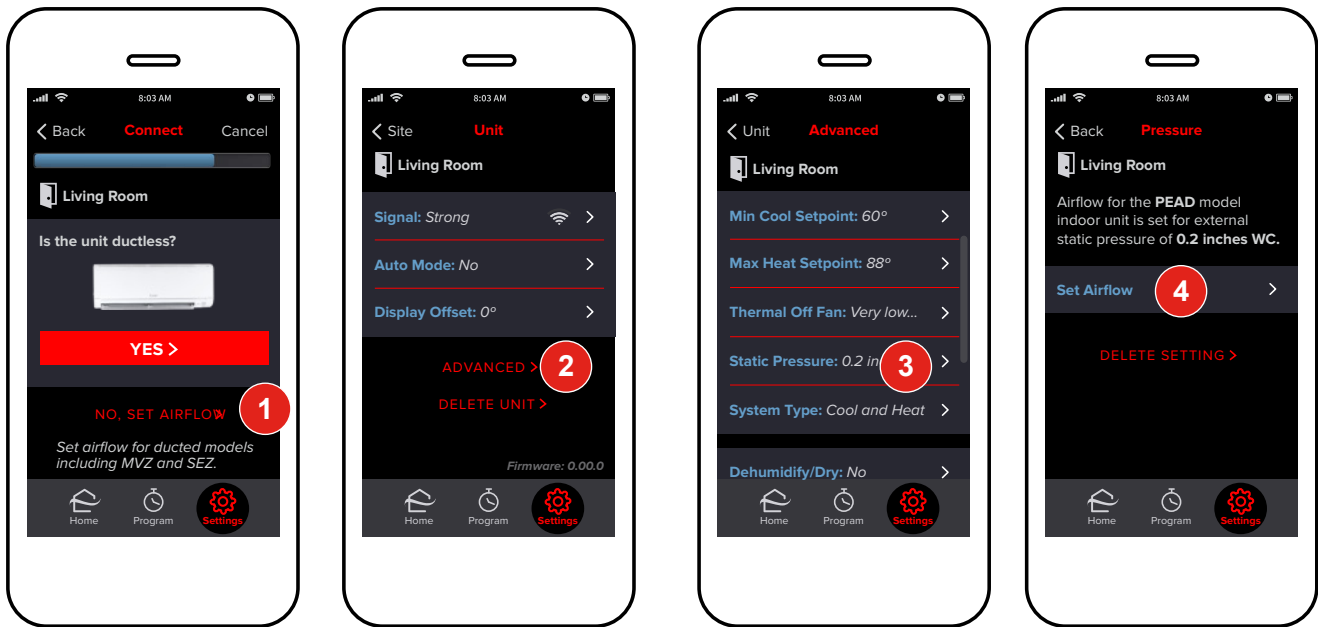 8:03 AM
Back Connect Cancel
Living Room
Is the unit ductless?
YES >
NO, SET AIRFLOW
1
Set airflow for ducted models
including MVZ and SEZ.
Home Program Settings
8:03 AM
Site Unit
Living Room
Signal: Strong
Auto Mode: No
Display Offset: 0°
ADVANCED >
2
DELETE UNIT >
Firmware: 0.00.0
Home Program Settings
8:03 AM
Unit Advanced
Living Room
Min Cool Setpoint: 60°
Max Heat Setpoint: 88°
Thermal Off Fan: Very low...
Static Pressure: 0.2 in
3
System Type: Cool and Heat
Dehumidify/Dry: No
Home Program Settings
8:03 AM
Back Pressure
Living Room
Airflow for the PEAD model
indoor unit is set for external
static pressure of 0.2 inches WC.
Set Airflow
4
DELETE SETTING >
Home Program Settings